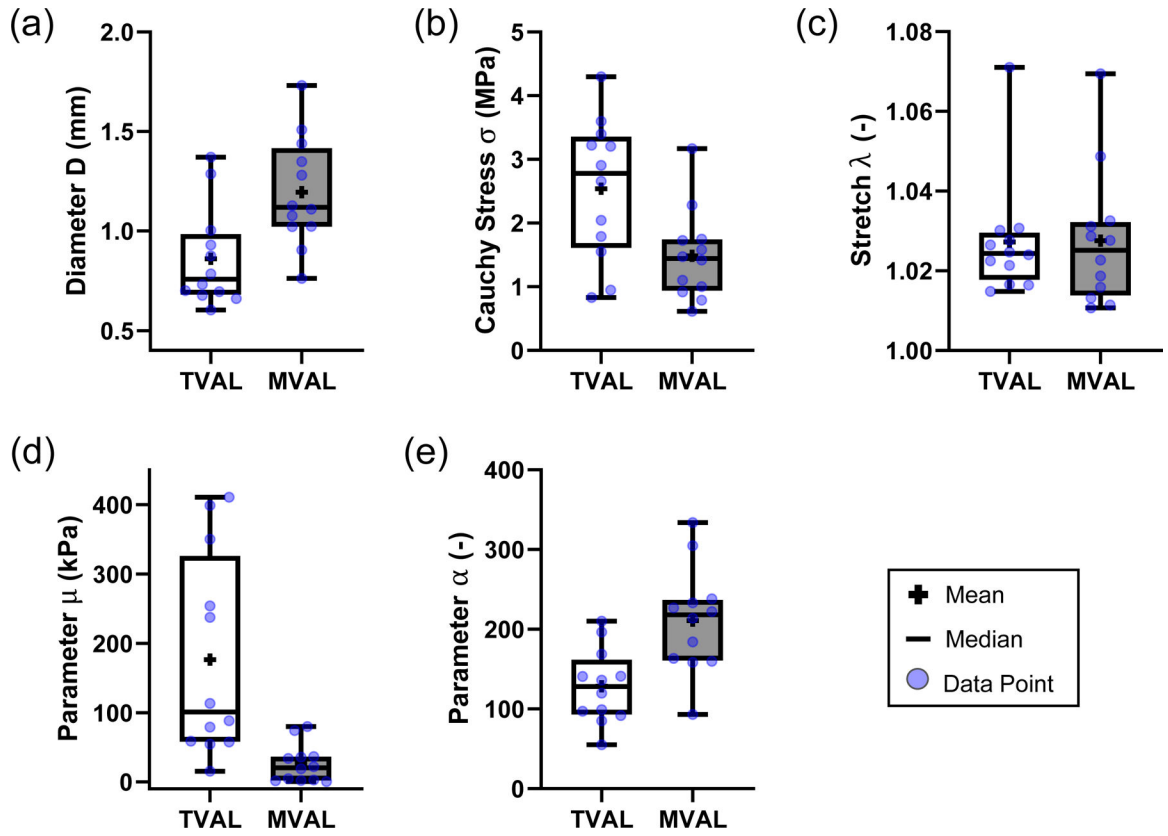 (a)
2.0
1.5
1.0
0.5
Diameter D (mm)
TVAL MVAL
(b)
5
4
3
2
1
0
Cauchy Stress σ (MPa)
TVAL MVAL
(c)
1.08
1.06
1.04
1.02
1.00
Stretch λ (-)
TVAL MVAL
(d)
400
300
200
100
0
Parameter μ (kPa)
TVAL MVAL
(e)
400
300
200
100
0
Parameter α (-)
TVAL MVAL
Mean
Median
Data Point